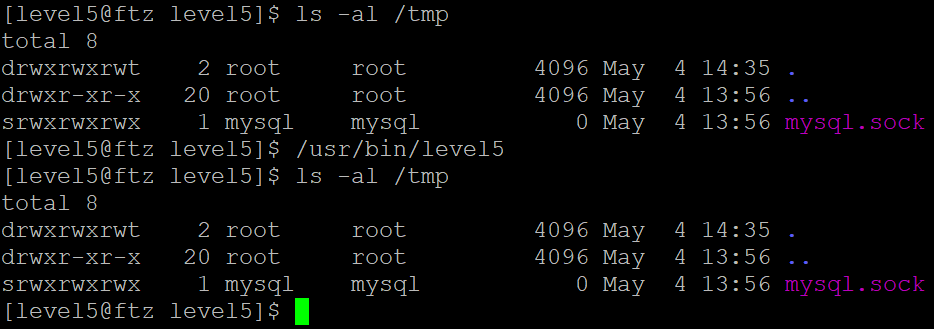 [level5@ftz level5]$ ls -al /tmp
total 8
drwxrwxrwt    2 root     root         4096 May  4 14:35 .
drwxr-xr-x   20 root     root         4096 May  4 13:56 ..
srwxrwxrwx    1 mysql    mysql           0 May  4 13:56 mysql.sock
[level5@ftz level5]$ /usr/bin/level5
[level5@ftz level5]$ ls -al /tmp
total 8
drwxrwxrwt    2 root     root         4096 May  4 14:35 .
drwxr-xr-x   20 root     root         4096 May  4 13:56 ..
srwxrwxrwx    1 mysql    mysql           0 May  4 13:56 mysql.sock
[level5@ftz level5]$